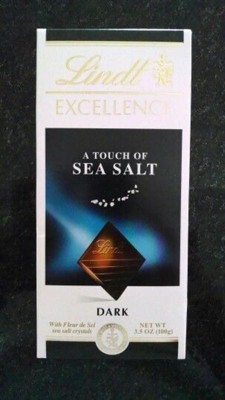 Lindt
EXCELLENCE
A TOUCH OF
SEA SALT
Lindt
DARK
With Fleur de Sel
sea salt crystals
NET WT
3.5 OZ (100g)